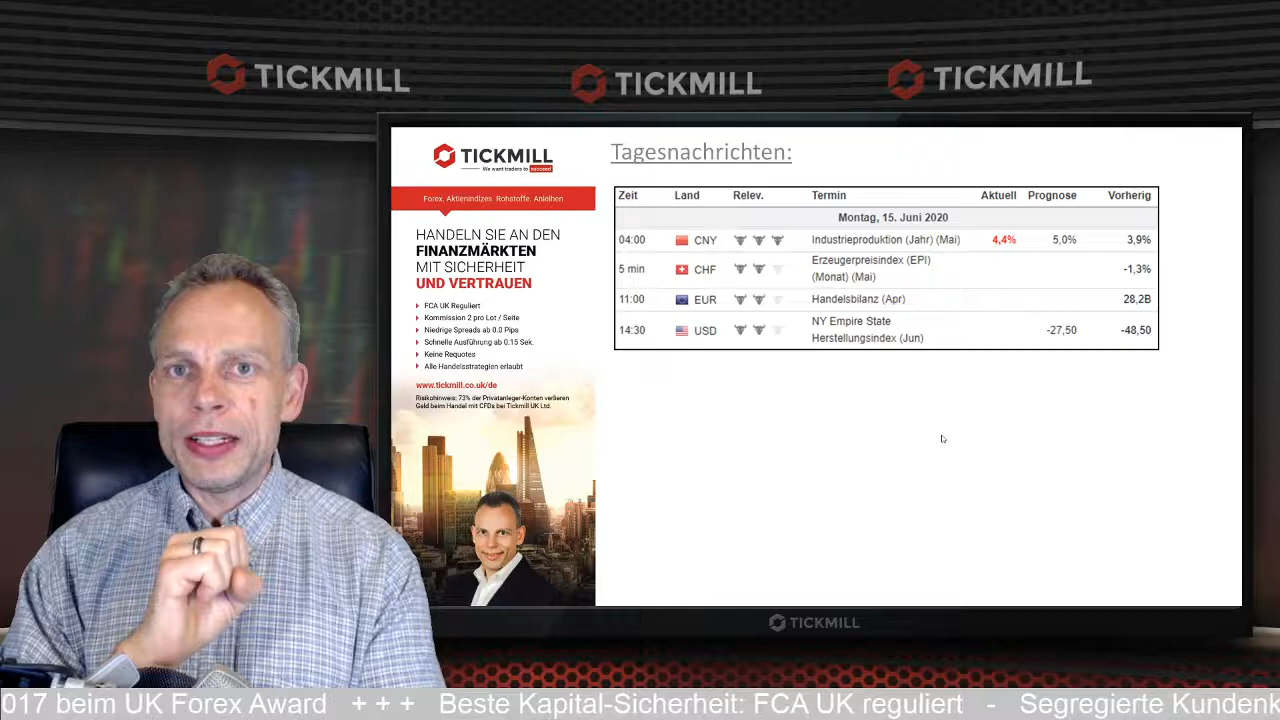 TICKMILL
TICKMILL
TICKMILL
TICKMILL
We want traders to succeed
Forex, Aktienindizes Rohstoffe, Anleihen
HANDELN SIE AN DEN
FINANZMÄRKTEN
MIT SICHERHEIT
UND VERTRAUEN
FCA UK Reguliert
Kommission 2 pro Lot / Seite
Niedrige Spreads ab 0.0 Pips
Schnelle Ausführung ab 0.15 Sek.
Keine Requotes
Alle Handelsstrategien erlaubt
www.tickmill.co.uk/de
Risikohinweis: 73% der Privatanleger-Konten verlieren
Geld beim Handel mit CFDs bei Tickmill UK Ltd.
Tagesnachrichten:
Zeit Land Relev. Termin Aktuell Prognose Vorherig
Montag, 15. Juni 2020
04:00 CNY Industrieproduktion (Jahr) (Mai) 4,4% 5,0% 3,9%
5 min CHF Erzeugerpreisindex (EPI) -1,3%
(Monat) (Mai)
11:00 EUR Handelsbilanz (Apr) 28,2B
14:30 USD NY Empire State -27,50 -48,50
Herstellungsindex (Jun)
TICKMILL
017 beim UK Forex Award + + + Beste Kapital-Sicherheit: FCA UK reguliert - Segregierte Kundenk